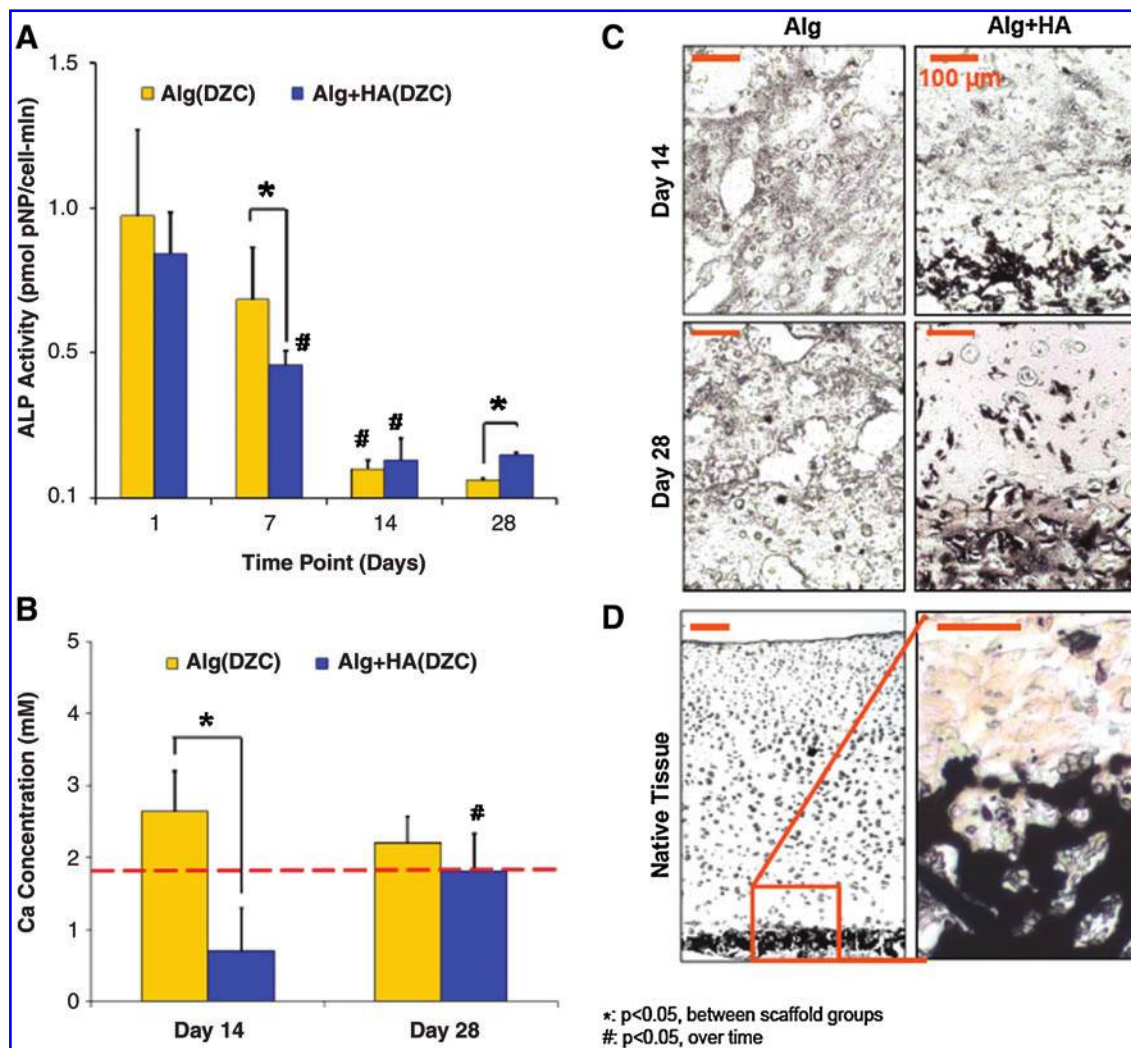 A
1.5
1.0
0.5
0.1
ALP Activity (pmol pNP/cell-min)
Alg(DZC)
Alg+HA(DZC)
*
#
#
#
*
1
7
14
28
Time Point (Days)
B
5
4
3
2
1
0
Ca Concentration (mM)
Alg(DZC)
Alg+HA(DZC)
*
#
Day 14
Day 28
C
Alg
Alg+HA
100 µm
Day 14
Day 28
D
Native Tissue
*: p<0.05, between scaffold groups
#: p<0.05, over time